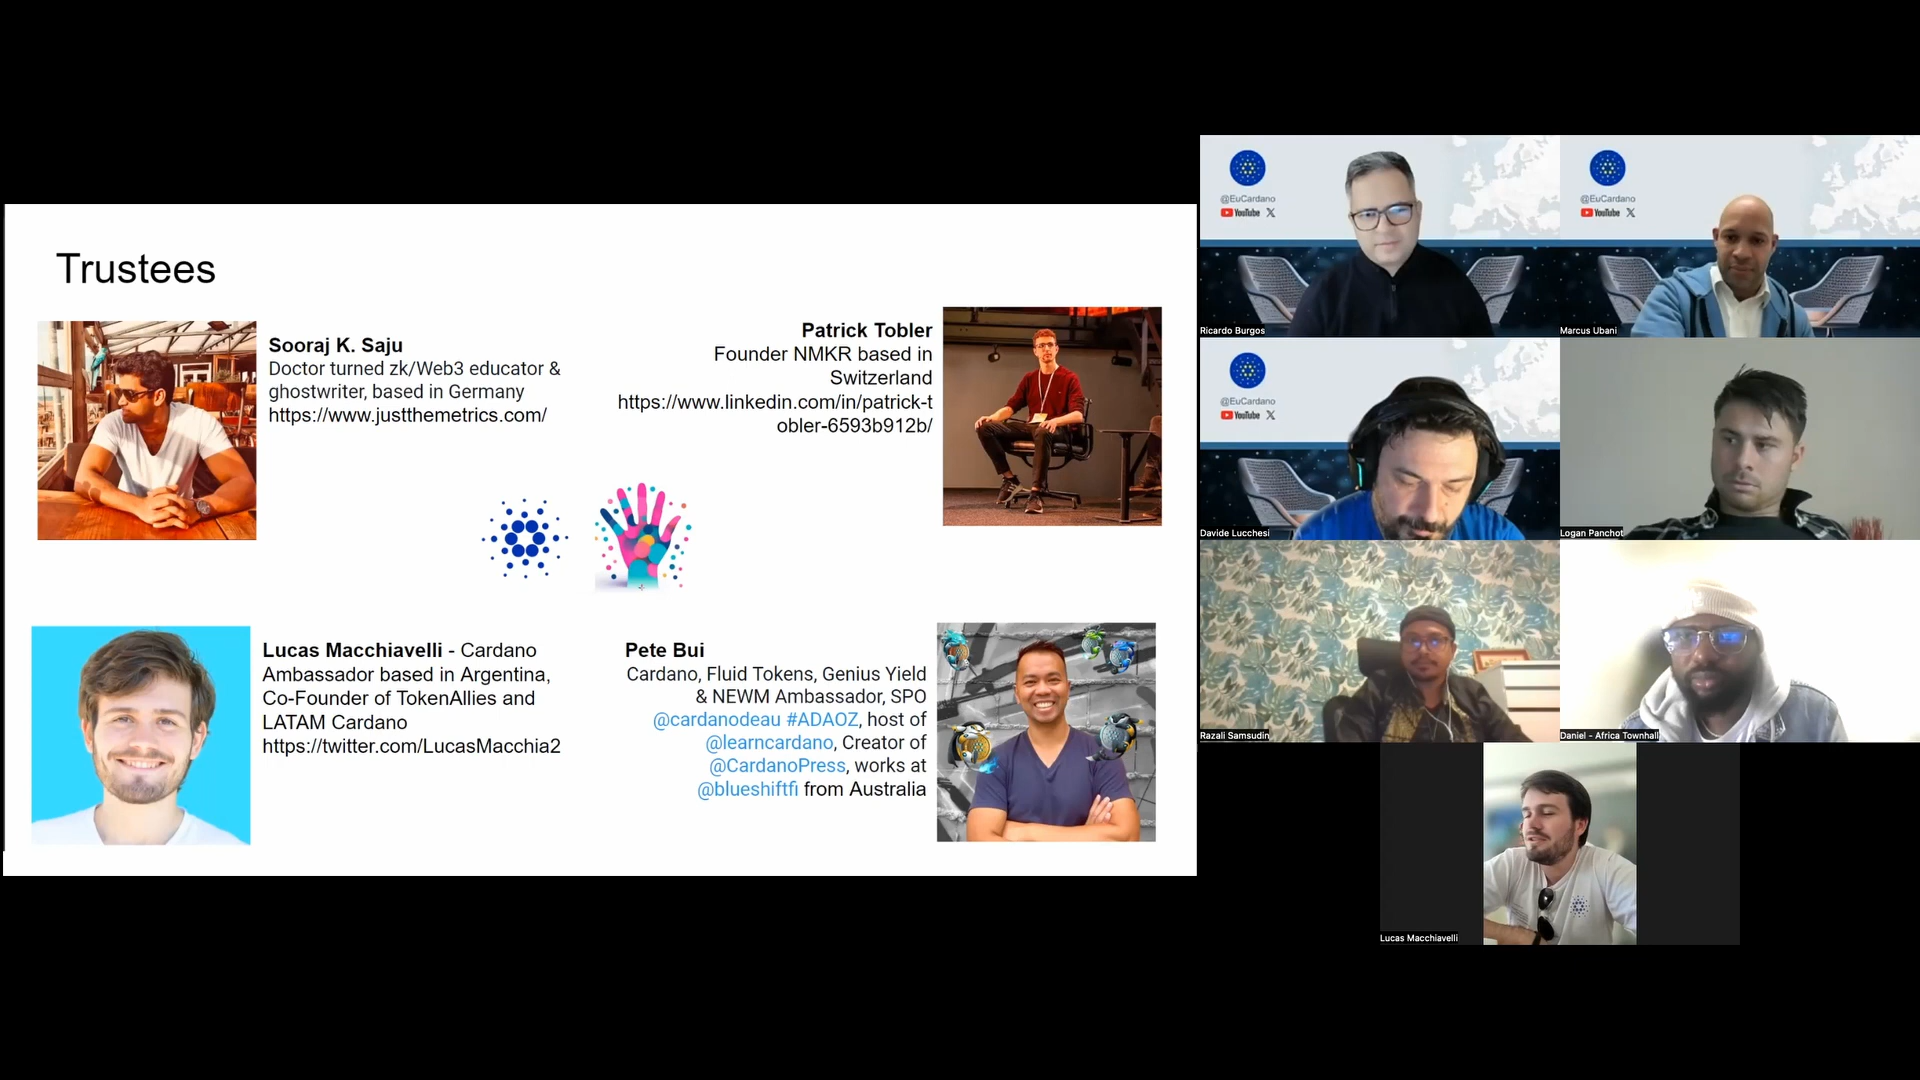 Trustees
Sooraj K. Saju
Doctor turned zk/Web3 educator &
ghostwriter, based in Germany
https://www.justthemetrics.com/
Patrick Tobler
Founder NMKR based in
Switzerland
https://www.linkedin.com/in/patrick-t
obler-6593b912b/
Lucas Macchiavelli - Cardano
Ambassador based in Argentina,
Co-Founder of TokenAllies and
LATAM Cardano
https://twitter.com/LucasMacchia2
Pete Bui
Cardano, Fluid Tokens, Genius Yield
& NEWM Ambassador, SPO
@cardanodeau #ADAOZ, host of
@learncardano, Creator of
@CardanoPress, works at
@blueshiftfi from Australia
@EuCardano
YouTube X
Ricardo Burgos
@EuCardano
YouTube X
Marcus Ubani
@EuCardano
YouTube X
Davide Lucchesi
Logan Panchot
Razali Samsudin
Daniel - Africa Townhall
Lucas Macchiavelli